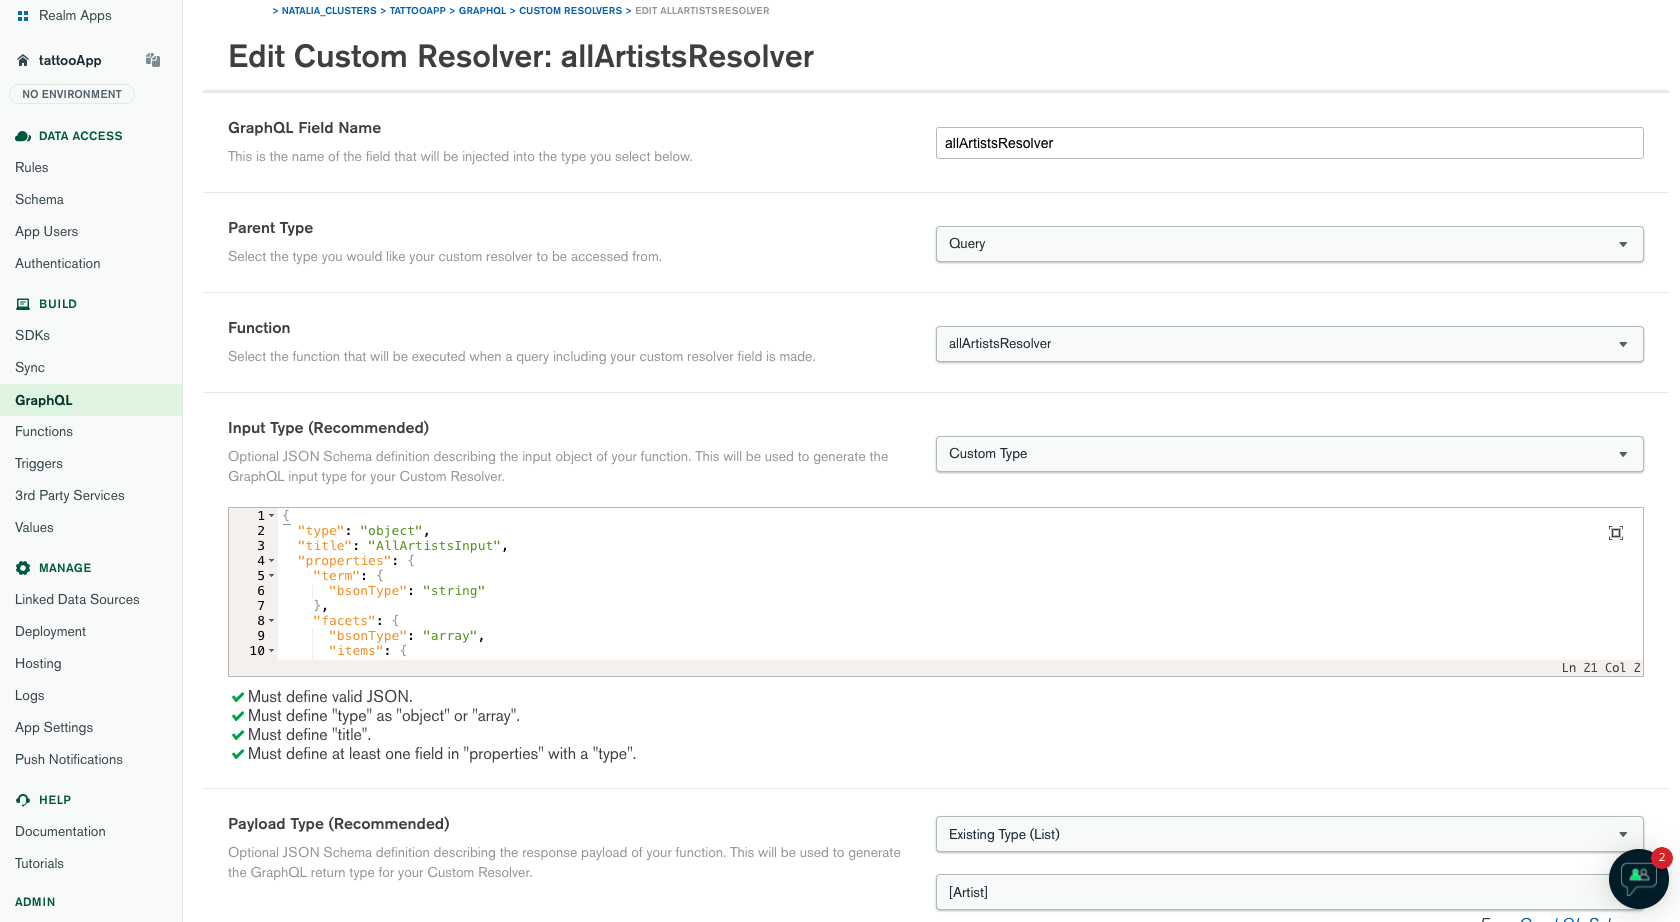 Realm Apps
tattooApp
NO ENVIRONMENT
DATA ACCESS
Rules
Schema
App Users
Authentication
BUILD
SDKs
Sync
GraphQL
Functions
Triggers
3rd Party Services
Values
MANAGE
Linked Data Sources
Deployment
Hosting
Logs
App Settings
Push Notifications
HELP
Documentation
Tutorials
ADMIN
> NATALIA_CLUSTERS > TATTOOAPP > GRAPHQL > CUSTOM RESOLVERS > EDIT ALLARTISTSRESOLVER
Edit Custom Resolver: allArtistsResolver
GraphQL Field Name
This is the name of the field that will be injected into the type you select below.
allArtistsResolver
Parent Type
Select the type you would like your custom resolver to be accessed from.
Query
Function
Select the function that will be executed when a query including your custom resolver field is made.
allArtistsResolver
Input Type (Recommended)
Optional JSON Schema definition describing the input object of your function. This will be used to generate the
GraphQL input type for your Custom Resolver.
Custom Type
1 {
2 "type": "object",
3 "title": "AllArtistsInput",
4 "properties": {
5 "term": {
6 "bsonType": "string"
7 },
8 "facets": {
9 "bsonType": "array",
10 "items": {
Ln 21 Col 2
Must define valid JSON.
Must define "type" as "object" or "array".
Must define "title".
Must define at least one field in "properties" with a "type".
Payload Type (Recommended)
Optional JSON Schema definition describing the response payload of your function. This will be used to generate
the GraphQL return type for your Custom Resolver.
Existing Type (List)
[Artist]
2